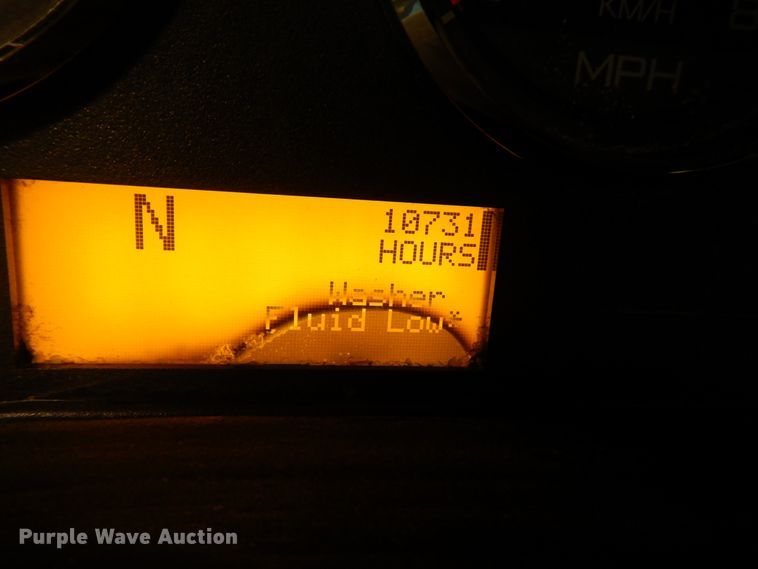 KM/H
MPH
N
10731
HOURS
Washer
Fluid Low*
Purple Wave Auction